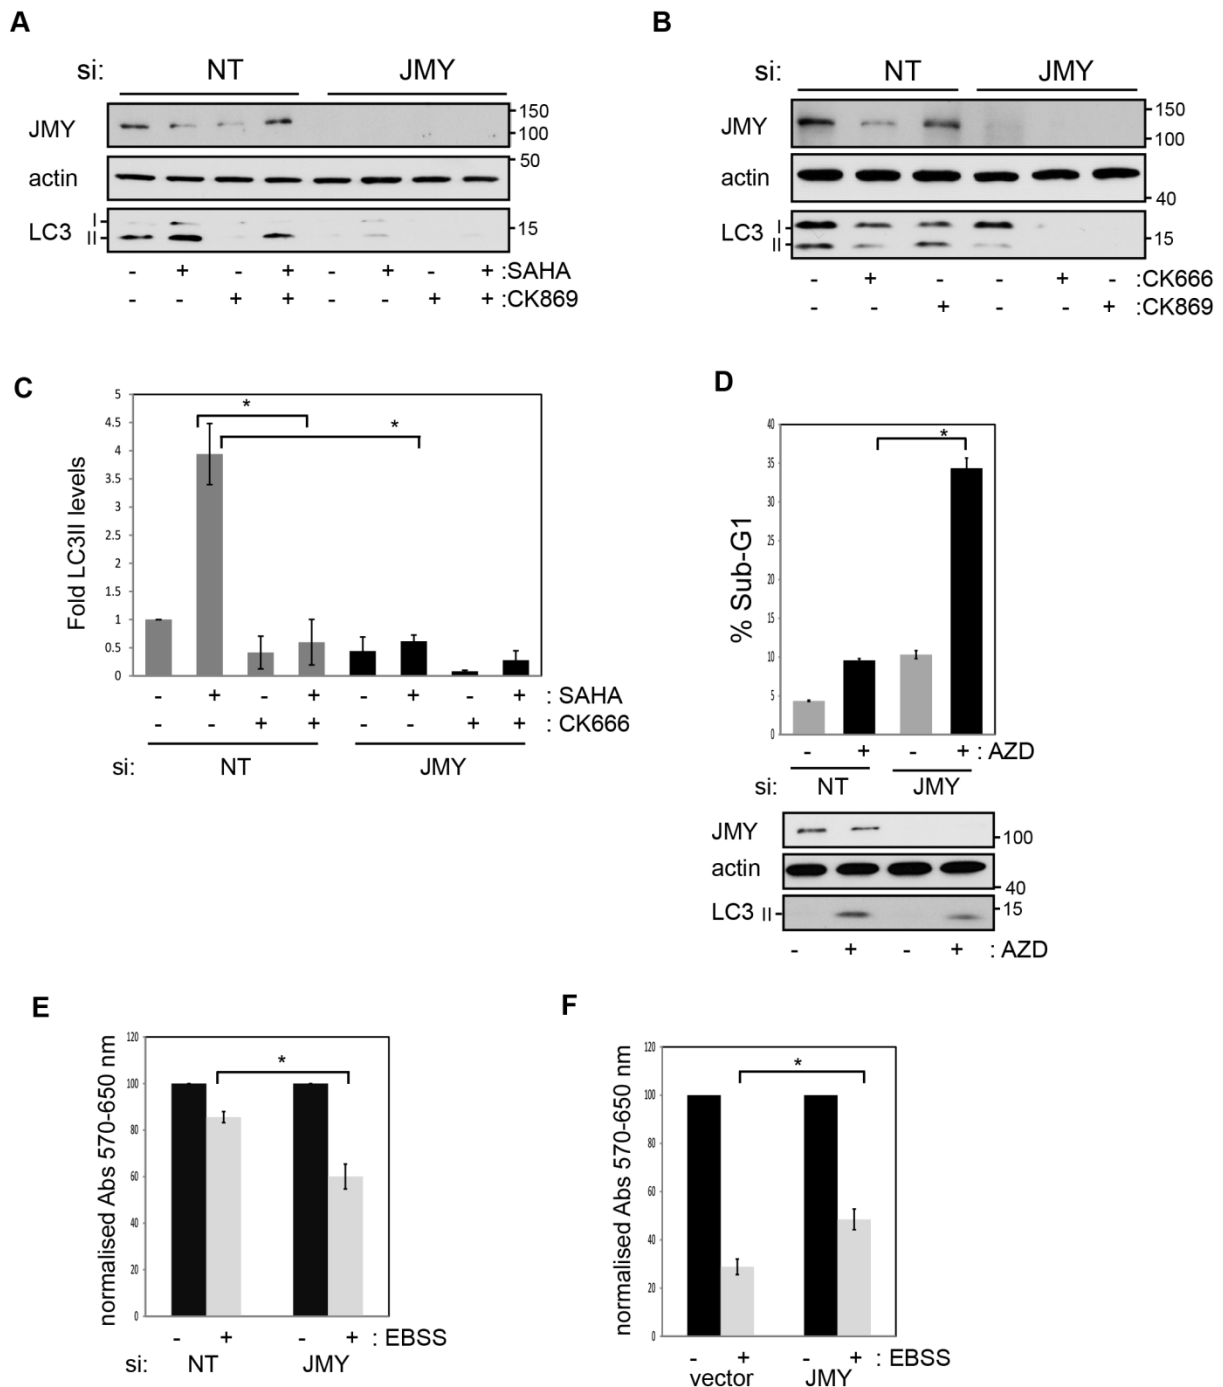 A
si: NT JMY
JMY 150
100
actin 50
LC3 I
II 15
- + - + - + - + :SAHA
- - + + - - + + :CK869
B
si: NT JMY
JMY 150
100
actin
40
LC3 I
II 15
- + - - + - :CK666
- - + - - + :CK869
C
Fold LC3II levels
5
4.5
4
3.5
3
2.5
2
1.5
1
0.5
0
*
*
- + - + - + - + : SAHA
- - + + - - + + : CK666
si: NT JMY
D
% Sub-G1
40
35
30
25
20
15
10
5
0
*
- + - + : AZD
si: NT JMY
JMY 100
actin
40
LC3 II 15
- + - + : AZD
E
normalised Abs 570-650 nm
120
100
80
60
40
20
0
*
- + - + : EBSS
si: NT JMY
F
normalised Abs 570-650 nm
120
100
80
60
40
20
0
*
- + - + : EBSS
vector JMY